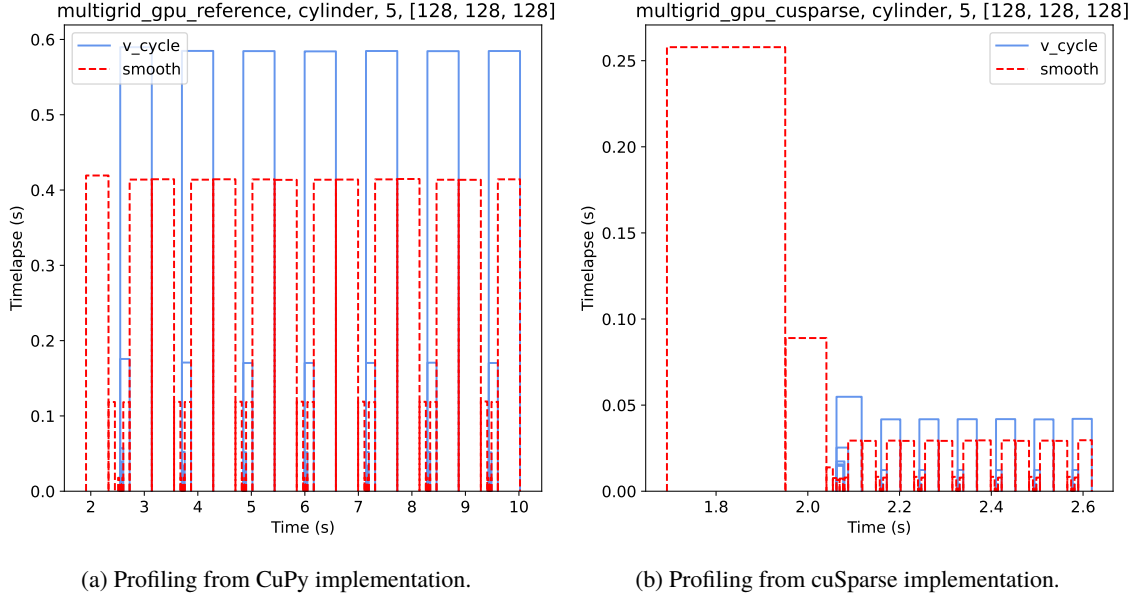 multigrid_gpu_reference, cylinder, 5, [128, 128, 128]
0.6
0.5
0.4
0.3
0.2
0.1
0.0
Timelapse (s)
v_cycle
smooth
2 3 4 5 6 7 8 9 10
Time (s)
(a) Profiling from CuPy implementation.
multigrid_gpu_cusparse, cylinder, 5, [128, 128, 128]
0.25
0.20
0.15
0.10
0.05
0.00
Timelapse (s)
v_cycle
smooth
1.8 2.0 2.2 2.4 2.6
Time (s)
(b) Profiling from cuSparse implementation.